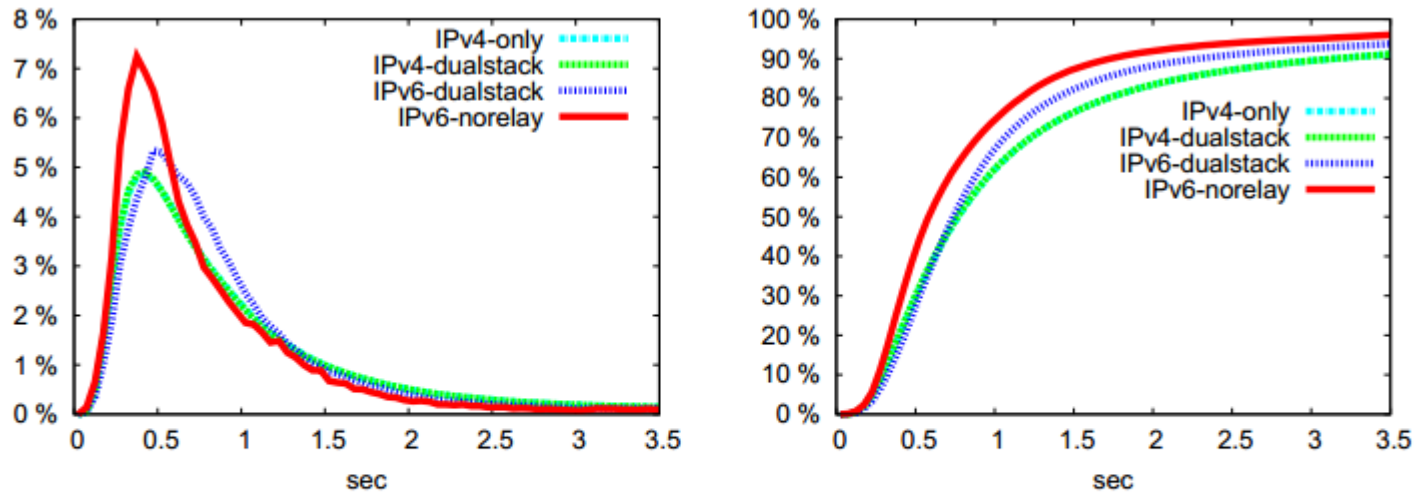 8 %
7 %
6 %
5 %
4 %
3 %
2 %
1 %
0 %
IPv4-only
IPv4-dualstack
IPv6-dualstack
IPv6-norelay
0 0.5 1 1.5 2 2.5 3 3.5
sec
100 %
90 %
80 %
70 %
60 %
50 %
40 %
30 %
20 %
10 %
0 %
IPv4-only
IPv4-dualstack
IPv6-dualstack
IPv6-norelay
0 0.5 1 1.5 2 2.5 3 3.5
sec